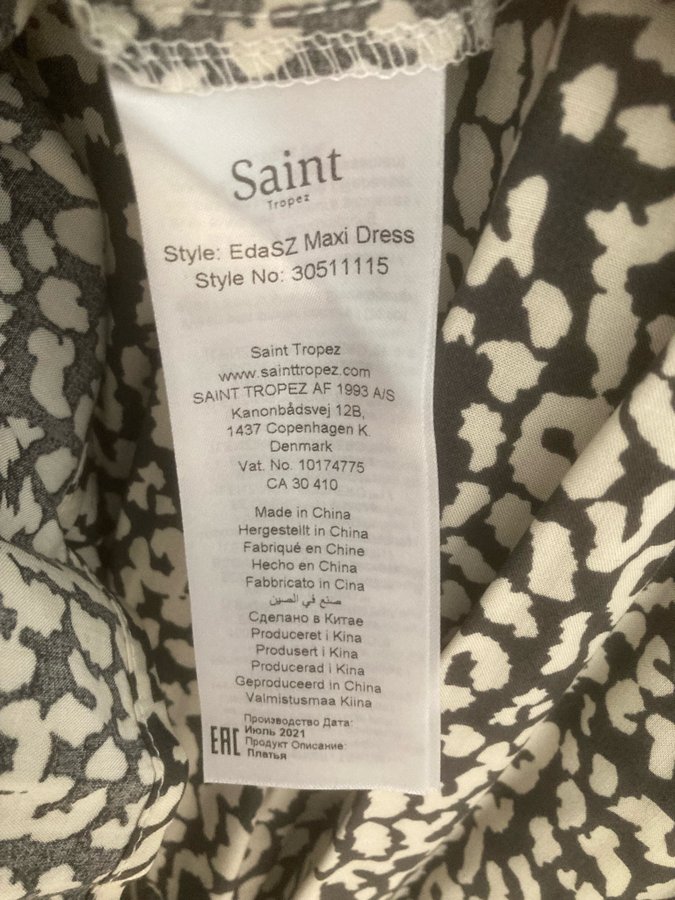 Saint
Tropez
Style: EdaSZ Maxi Dress
Style No: 30511115
Saint Tropez
www.sainttropez.com
SAINT TROPEZ AF 1993 A/S
Kanonbådsvej 12B,
1437 Copenhagen K.
Denmark
Vat. No. 10174775
CA 30 410
Made in China
Hergesteilt in China
Fabriqué en Chine
Hecho en China
Fabbricato in Cina
صنع في الصين
Сделано в Китае
Produceret i Kina
Produsert i Kina
Producerad i Kina
Geproduceerd in China
Valmistusmaa Kiina
EAC
Производство Дата:
Июль 2021
Продукт Описание:
Платья